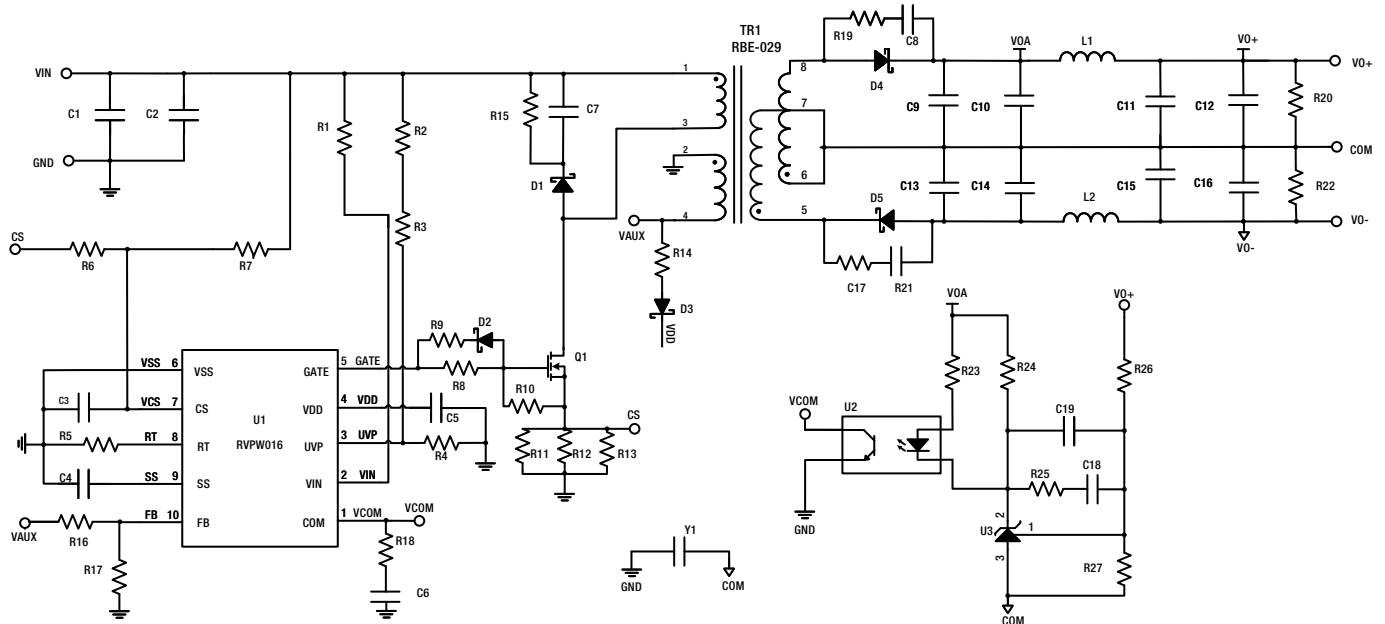 TR1
RBE-029
R19
C8
D4
VOA
L1
VO+
VO+
VIN
1
8
C1
C2
R1
R2
R15
C7
7
C9
C10
C11
C12
R20
3
GND
2
COM
D1
6
C13
C14
C15
C16
R22
R3
5
D5
L2
4
VO-
VAUX
VO-
CS
R6
R7
R14
C17
R21
D3
VDD
VOA
VO+
R9
D2
VSS 6
VSS
GATE
5 GATE
R8
Q1
R23
R24
R26
C3
VCS 7
CS
U1
RVPW016
VDD
4 VDD
C5
R10
CS
VCOM
U2
C19
R5
RT 8
RT
UVP
3 UVP
R4
R11
R12
R13
C4
SS 9
SS
VIN
2 VIN
R25
C18
FB 10
FB
COM
1 VCOM
VCOM
GND
2
U3
1
VAUX
R16
R18
Y1
3
R17
R27
C6
GND
COM
COM